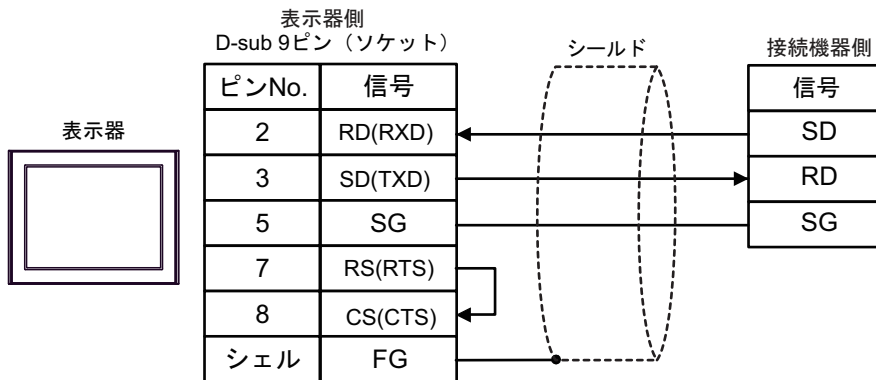 表示器側
D-sub 9ピン（ソケット）
シールド
接続機器側
表示器
ピンNo. 信号
2 RD(RXD)
3 SD(TXD)
5 SG
7 RS(RTS)
8 CS(CTS)
シェル FG
信号
SD
RD
SG